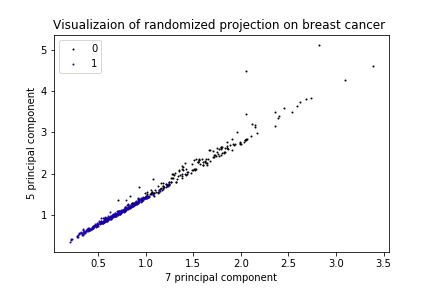 Visualizaion of randomized projection on breast cancer
0
1
5
4
3
2
1
5 principal component
0.5 1.0 1.5 2.0 2.5 3.0 3.5
7 principal component